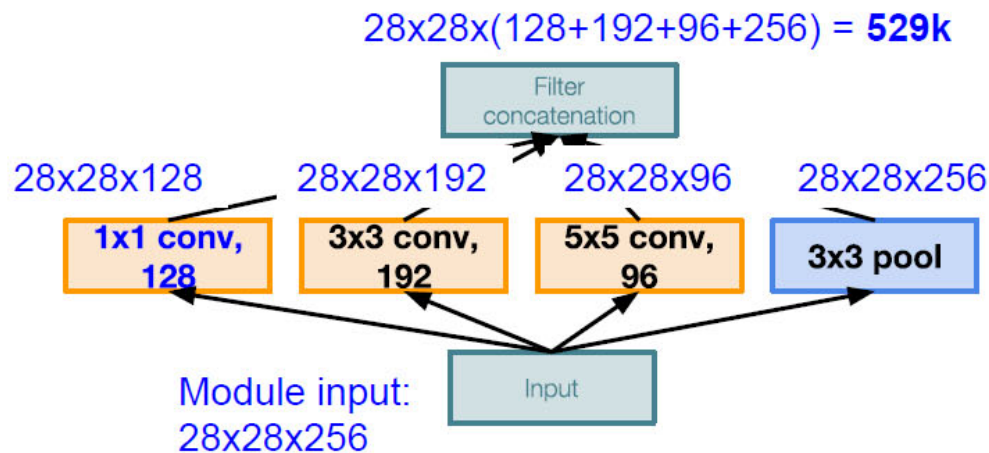 28x28x(128+192+96+256) = 529k
Filter
concatenation
28x28x128
28x28x192
28x28x96
28x28x256
1x1 conv,
128
3x3 conv,
192
5x5 conv,
96
3x3 pool
Input
Module input:
28x28x256